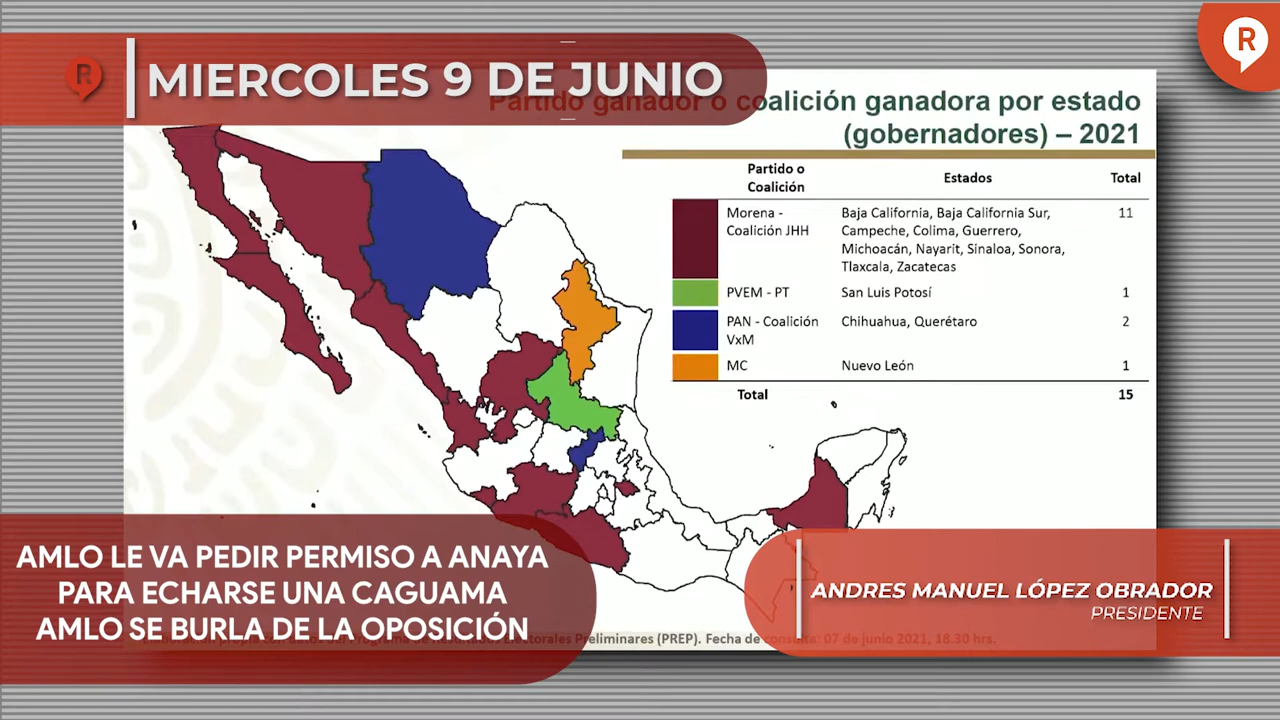 R
MIERCOLES 9 DE JUNIO
R
Partido ganador o coalición ganadora por estado
(gobernadores) – 2021
Partido o
Coalición
Estados
Total
Morena -
Coalición JHH
Baja California, Baja California Sur,
Campeche, Colima, Guerrero,
Michoacán, Nayarit, Sinaloa, Sonora,
Tlaxcala, Zacatecas
11
PVEM - PT
San Luis Potosí
1
PAN - Coalición
VxM
Chihuahua, Querétaro
2
MC
Nuevo León
1
Total
15
AMLO LE VA PEDIR PERMISO A ANAYA
PARA ECHARSE UNA CAGUAMA
AMLO SE BURLA DE LA OPOSICIÓN
ANDRES MANUEL LÓPEZ OBRADOR
PRESIDENTE
Preliminares (PREP). Fecha de consulta: 07 de junio 2021, 18.30 hrs.